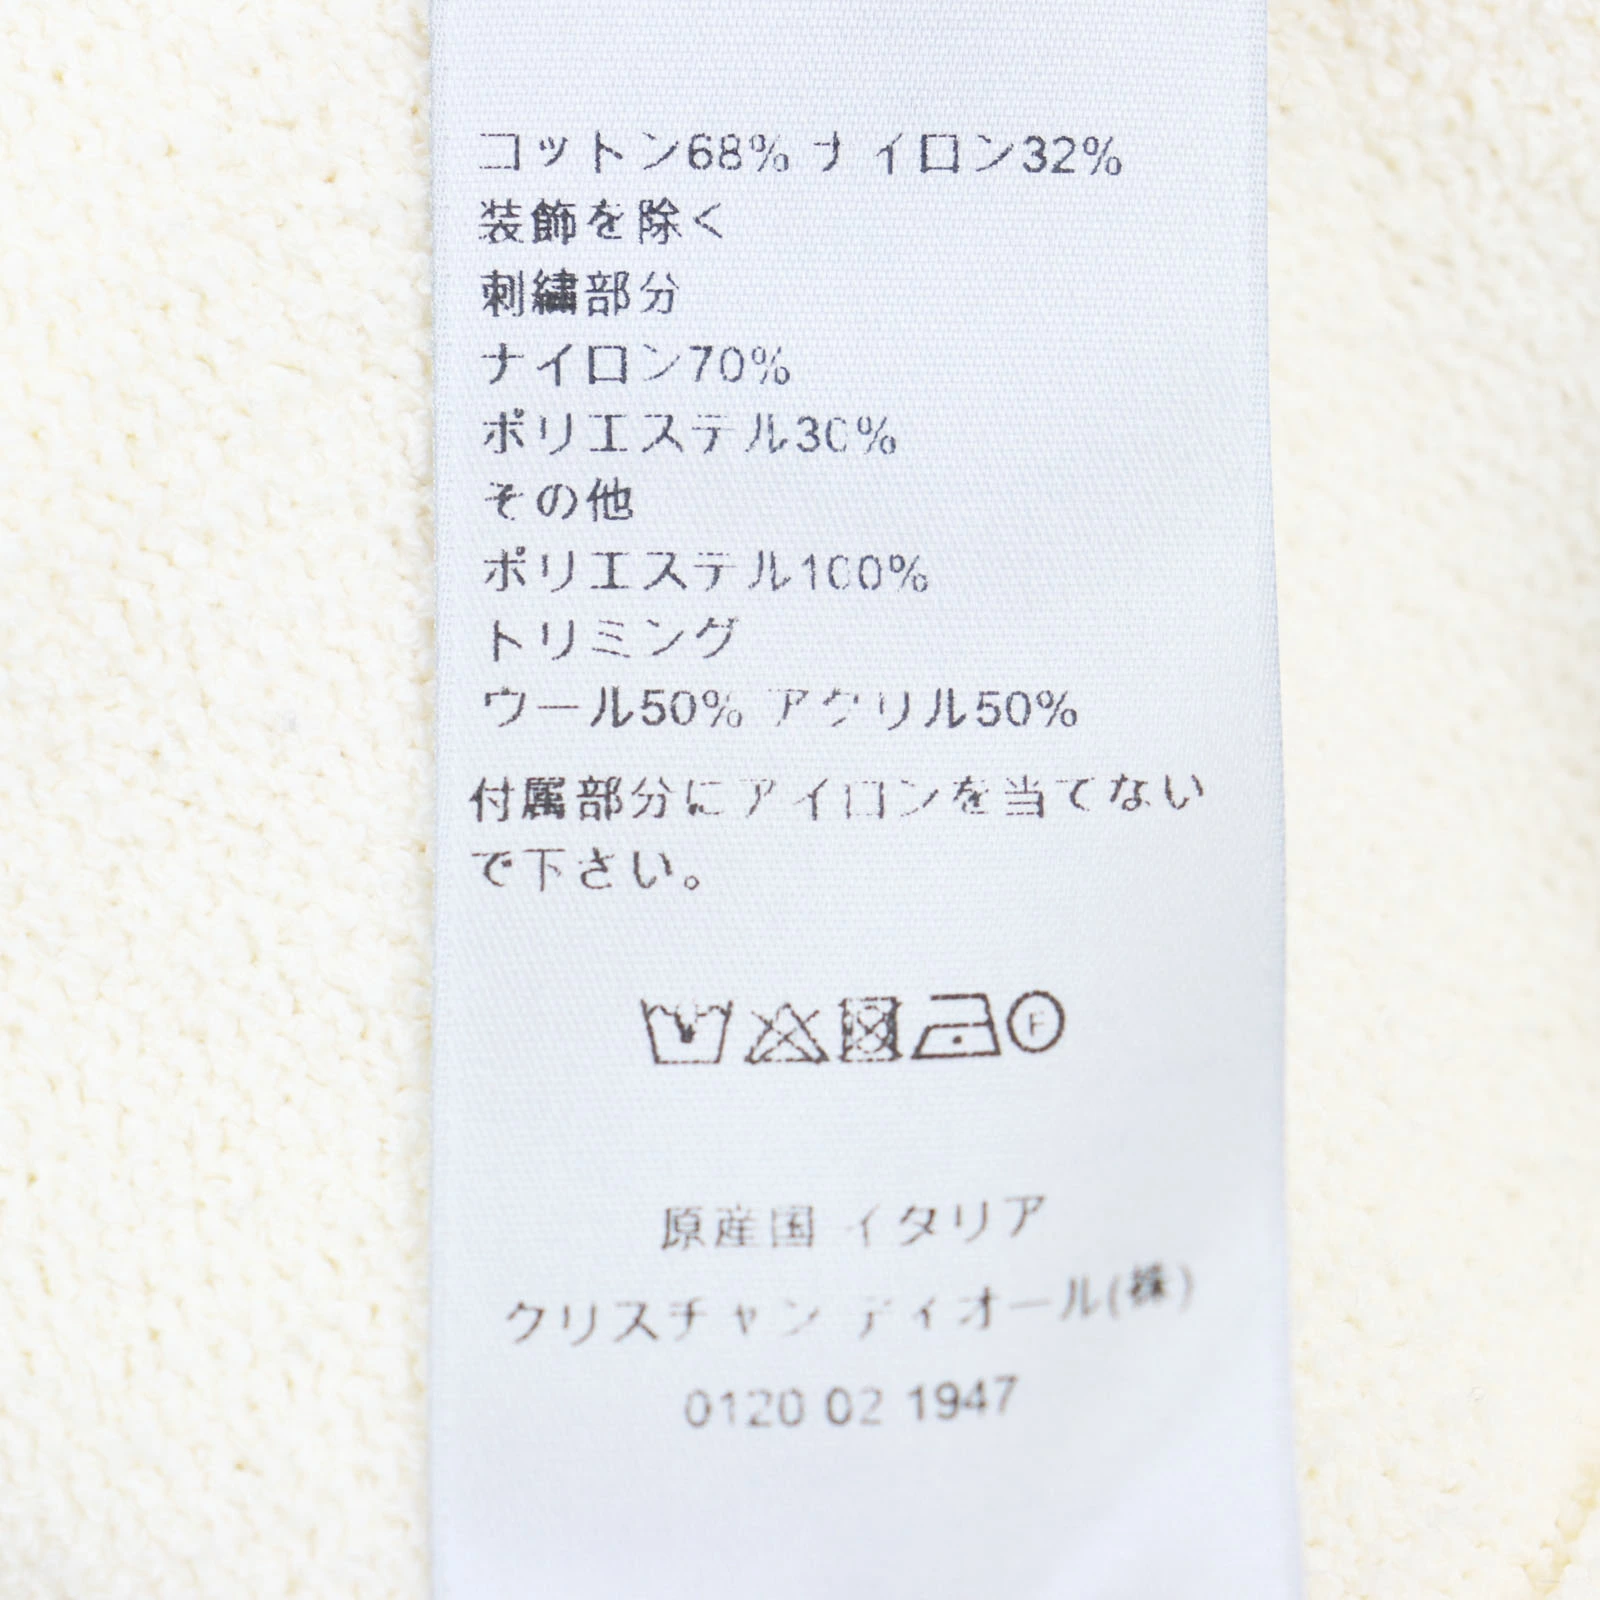 コットン68% ナイロン32%
装飾を除く
刺繍部分
ナイロン70%
ポリエステル30%
その他
ポリエステル100%
トリミング
ウール50% アクリル50%
付属部分にアイロンを当てない
で下さい。
F
原産国 イタリア
クリスチャン ディオール(株)
0120 02 1947